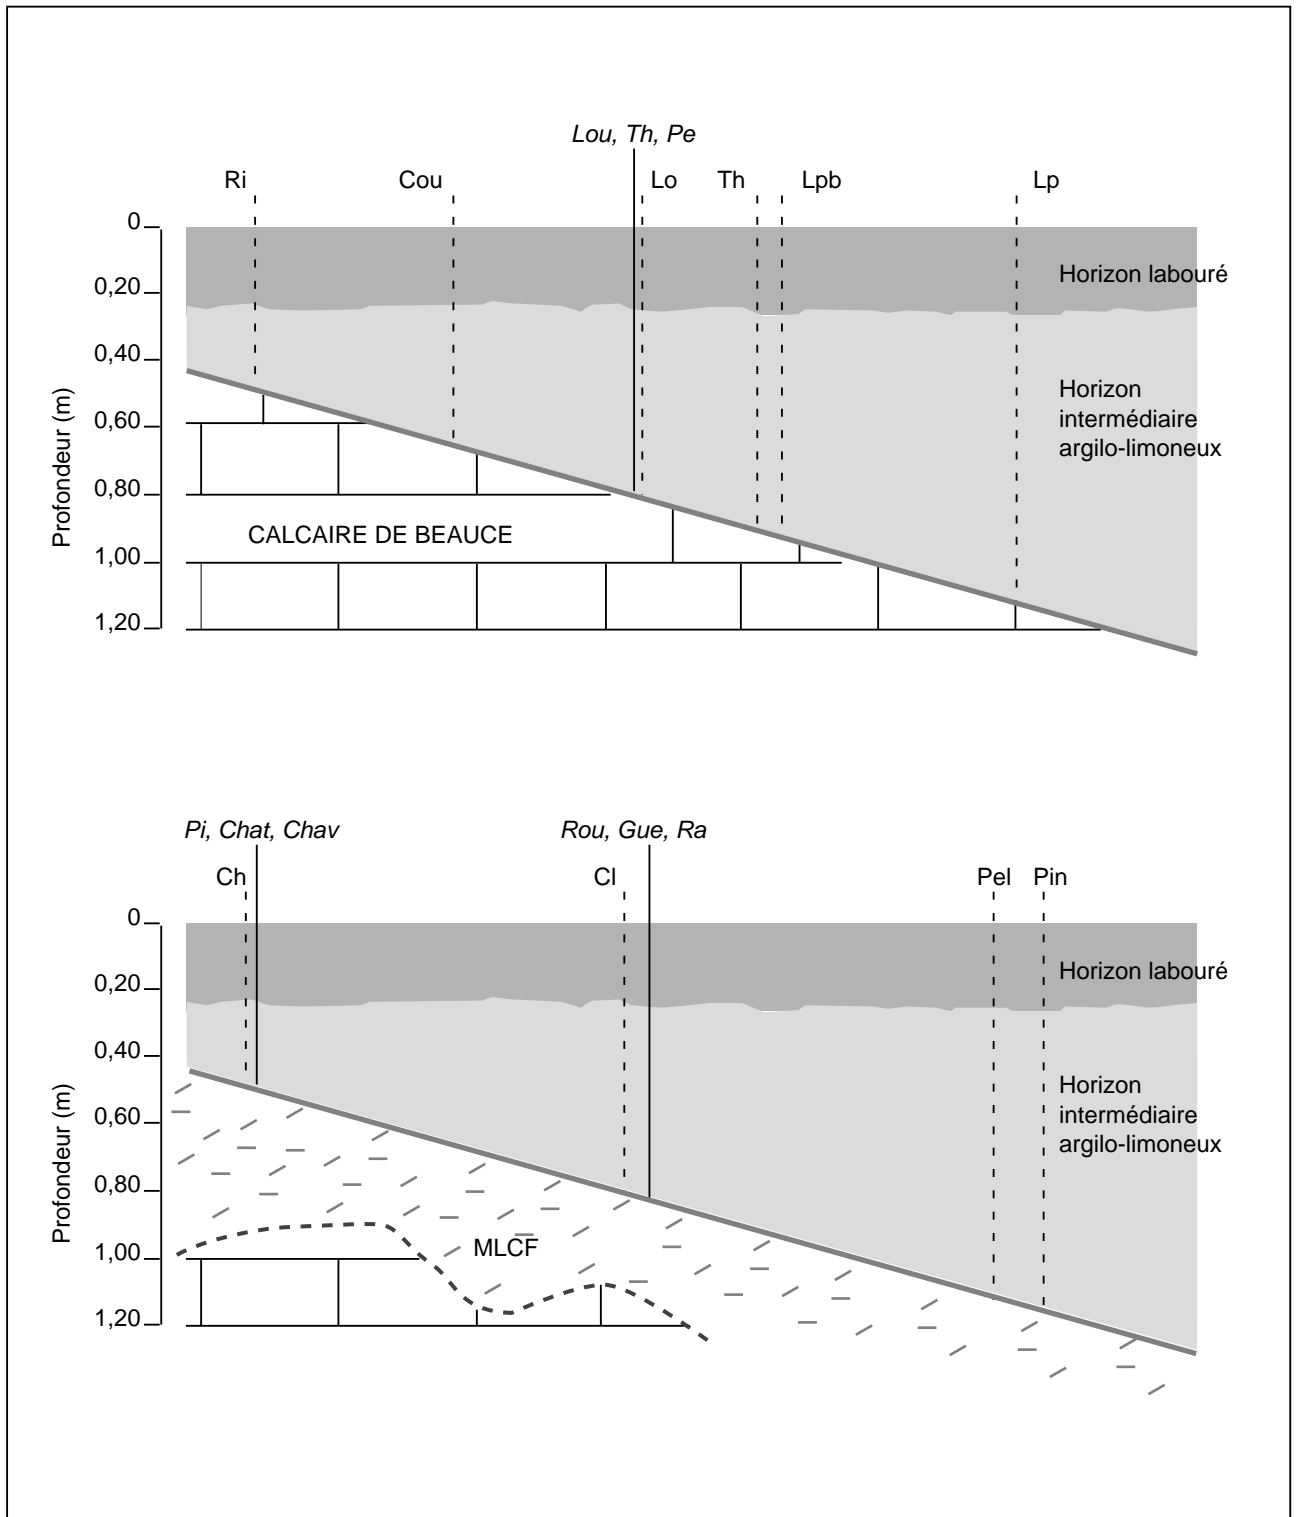 Lou, Th, Pe
Ri Cou Lo Th Lpb Lp
0
Horizon labouré
0,20
0,40
Horizon
intermédiaire
argilo-limoneux
0,60
0,80
CALCAIRE DE BEAUCE
1,00
1,20
Profondeur (m)
Pi, Chat, Chav Rou, Gue, Ra
Ch Cl Pel Pin
0
Horizon labouré
0,20
0,40
Horizon
intermédiaire
argilo-limoneux
0,60
0,80
MLCF
1,00
1,20
Profondeur (m)